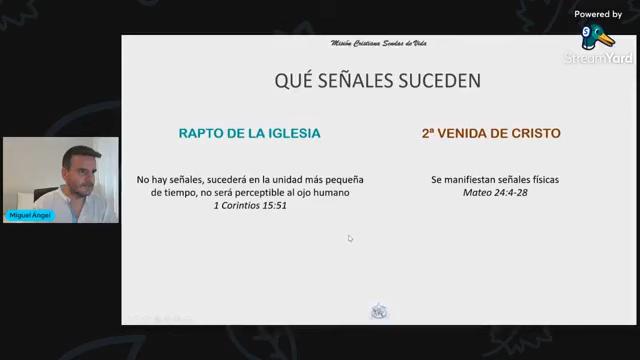 Powered by
StreamYard
Misión Cristiana Sendas de Vida
QUÉ SEÑALES SUCEDEN
RAPTO DE LA IGLESIA
2ª VENIDA DE CRISTO
No hay señales, sucederá en la unidad más pequeña
de tiempo, no será perceptible al ojo humano
1 Corintios 15:51
Se manifiestan señales físicas
Mateo 24:4-28
Miguel Ángel